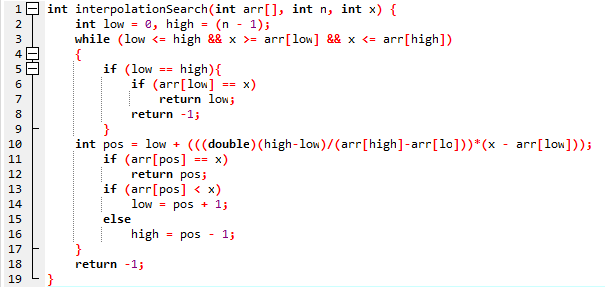 1 int interpolationSearch(int arr[], int n, int x) {
2     int low = 0, high = (n - 1);
3     while (low <= high && x >= arr[low] && x <= arr[high])
4     {
5         if (low == high){
6             if (arr[low] == x)
7                 return low;
8             return -1;
9         }
10     int pos = low + (((double)(high-low)/(arr[high]-arr[lo]))*(x - arr[low]));
11         if (arr[pos] == x)
12             return pos;
13         if (arr[pos] < x)
14             low = pos + 1;
15         else
16             high = pos - 1;
17     }
18     return -1;
19 }